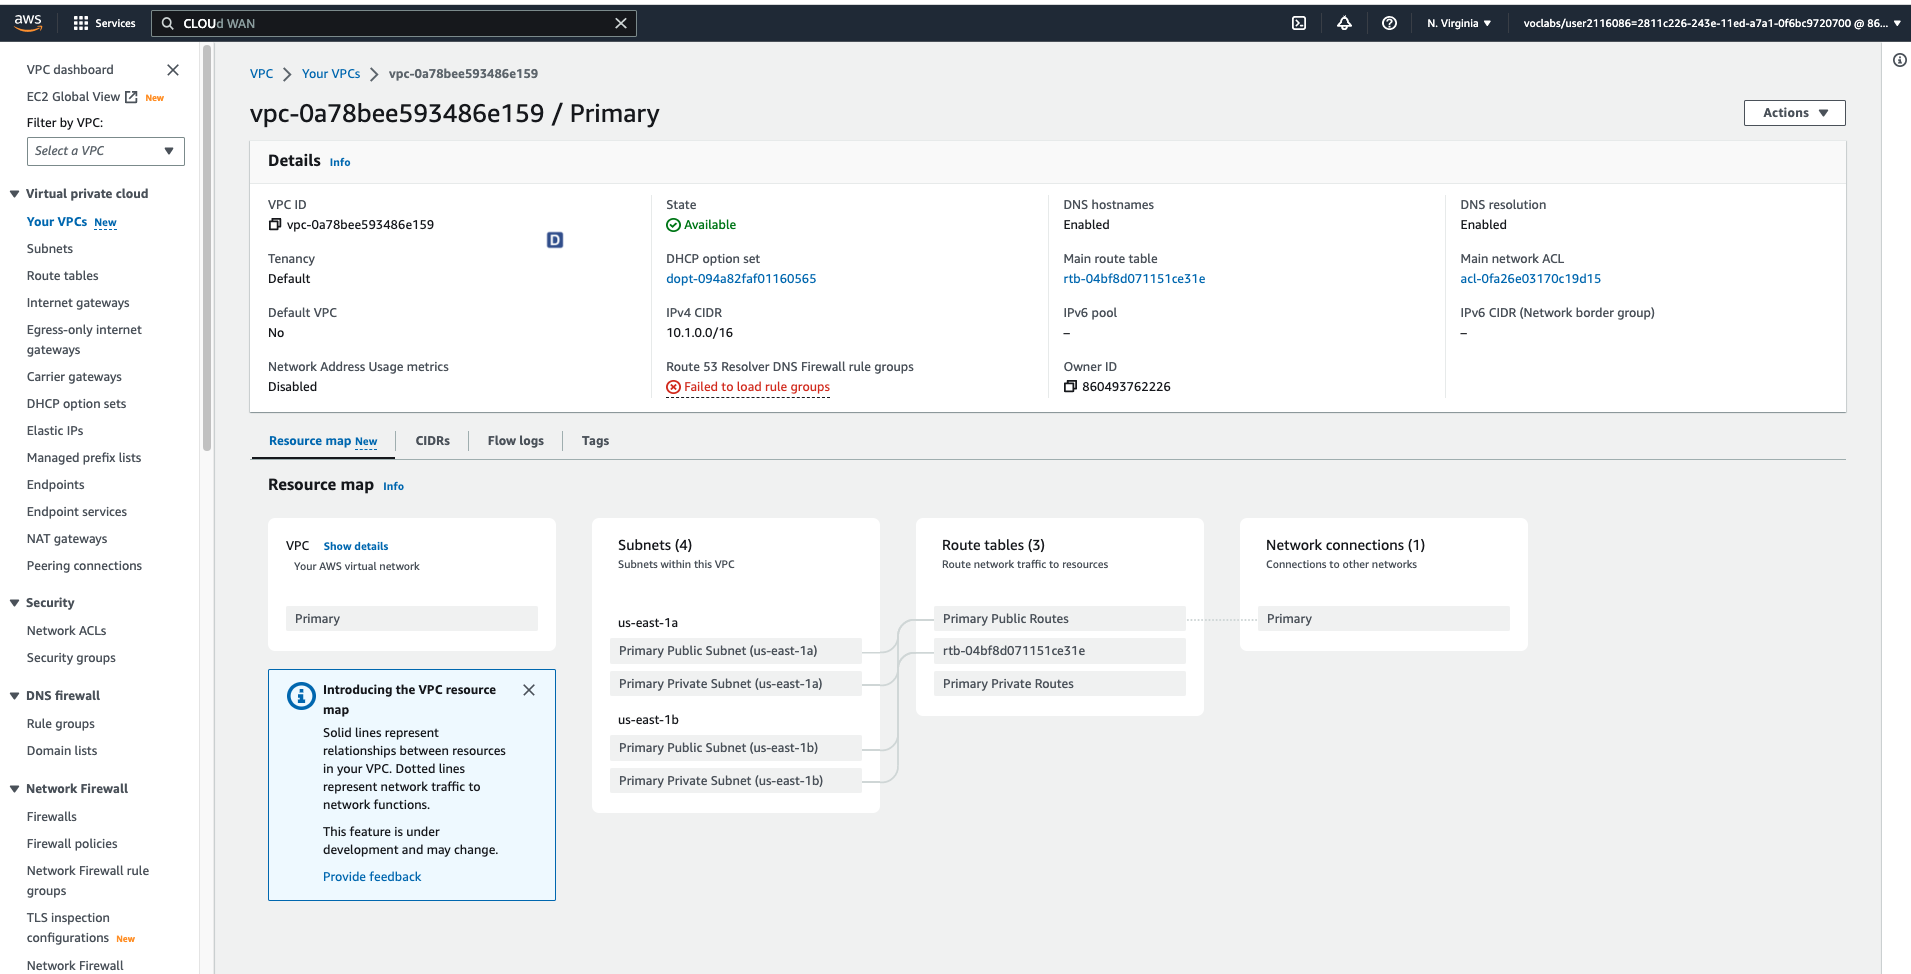 aws
Services
CLOUd WAN
N. Virginia
voclabs/user2116086=2811c226-243e-11ed-a7a1-0f6bc9720700 @ 86...
VPC dashboard
EC2 Global View New
Filter by VPC:
Select a VPC
Virtual private cloud
Your VPCs New
Subnets
Route tables
Internet gateways
Egress-only internet
gateways
Carrier gateways
DHCP option sets
Elastic IPs
Managed prefix lists
Endpoints
Endpoint services
NAT gateways
Peering connections
Security
Network ACLs
Security groups
DNS firewall
Rule groups
Domain lists
Network Firewall
Firewalls
Firewall policies
Network Firewall rule
groups
TLS inspection
configurations New
Network Firewall
VPC Your VPCs vpc-0a78bee593486e159
vpc-0a78bee593486e159 / Primary
Actions
Details Info
VPC ID
vpc-0a78bee593486e159
D
Tenancy
Default
Default VPC
No
Network Address Usage metrics
Disabled
State
Available
DHCP option set
dopt-094a82faf01160565
IPv4 CIDR
10.1.0.0/16
Route 53 Resolver DNS Firewall rule groups
Failed to load rule groups
DNS hostnames
Enabled
Main route table
rtb-04bf8d071151ce31e
IPv6 pool
–
Owner ID
860493762226
DNS resolution
Enabled
Main network ACL
acl-0fa26e03170c19d15
IPv6 CIDR (Network border group)
–
Resource map New
CIDRs
Flow logs
Tags
Resource map Info
VPC Show details
Your AWS virtual network
Primary
Introducing the VPC resource
map
Solid lines represent
relationships between resources
in your VPC. Dotted lines
represent network traffic to
network functions.
This feature is under
development and may change.
Provide feedback
Subnets (4)
Subnets within this VPC
us-east-1a
Primary Public Subnet (us-east-1a)
Primary Private Subnet (us-east-1a)
us-east-1b
Primary Public Subnet (us-east-1b)
Primary Private Subnet (us-east-1b)
Route tables (3)
Route network traffic to resources
Primary Public Routes
rtb-04bf8d071151ce31e
Primary Private Routes
Network connections (1)
Connections to other networks
Primary